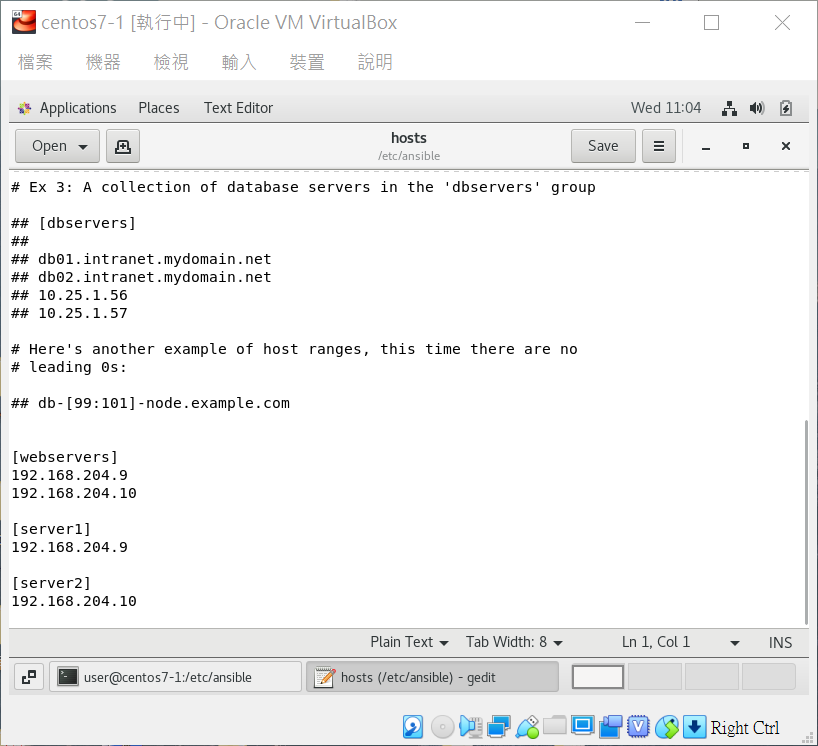 centos7-1 [執行中] - Oracle VM VirtualBox
檔案 機器 檢視 輸入 裝置 說明
Applications Places Text Editor Wed 11:04
Open hosts Save
/etc/ansible
# Ex 3: A collection of database servers in the 'dbservers' group
## [dbservers]
##
## db01.intranet.mydomain.net
## db02.intranet.mydomain.net
## 10.25.1.56
## 10.25.1.57
# Here's another example of host ranges, this time there are no
# leading 0s:
## db-[99:101]-node.example.com
[webservers]
192.168.204.9
192.168.204.10
[server1]
192.168.204.9
[server2]
192.168.204.10
Plain Text Tab Width: 8 Ln 1, Col 1 INS
user@centos7-1:/etc/ansible hosts (/etc/ansible) - gedit
Right Ctrl